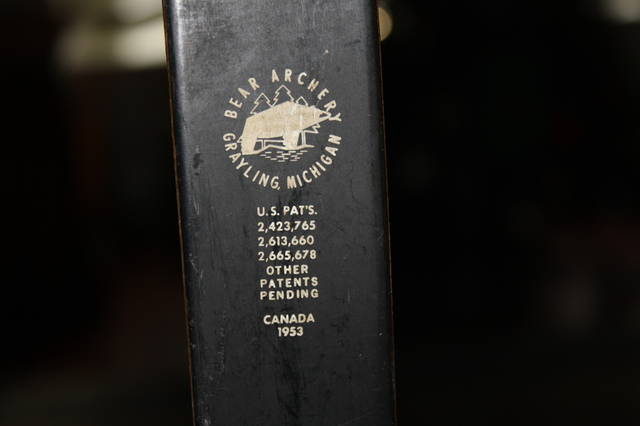 BEAR ARCHERY
GRAYLING, MICHIGAN
U.S. PAT'S.
2,423,765
2,613,660
2,665,678
OTHER
PATENTS
PENDING
CANADA
1953